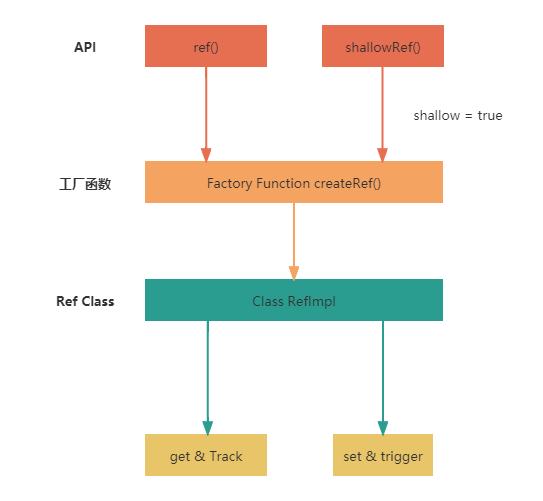 API
ref()
shallowRef()
shallow = true
工厂函数
Factory Function createRef()
Ref Class
Class RefImpl
get & Track
set & trigger